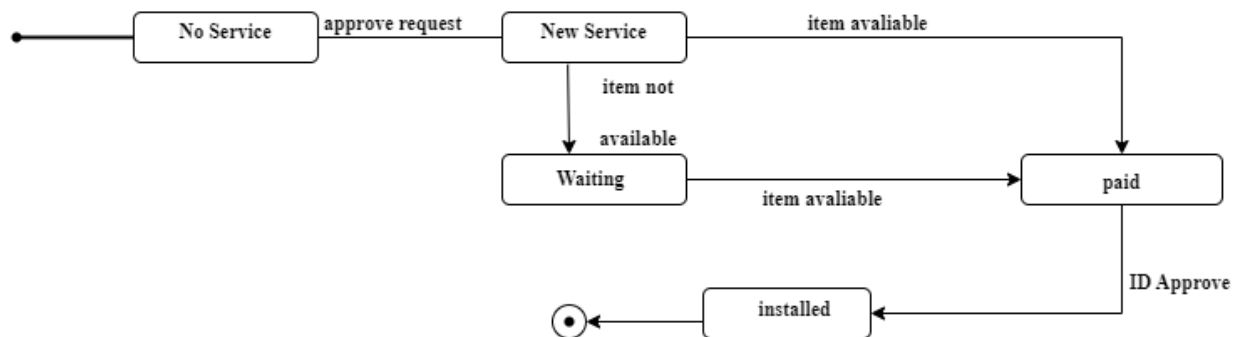 No Service
approve request
New Service
item avaliable
item not
available
Waiting
item avaliable
paid
ID Approve
installed